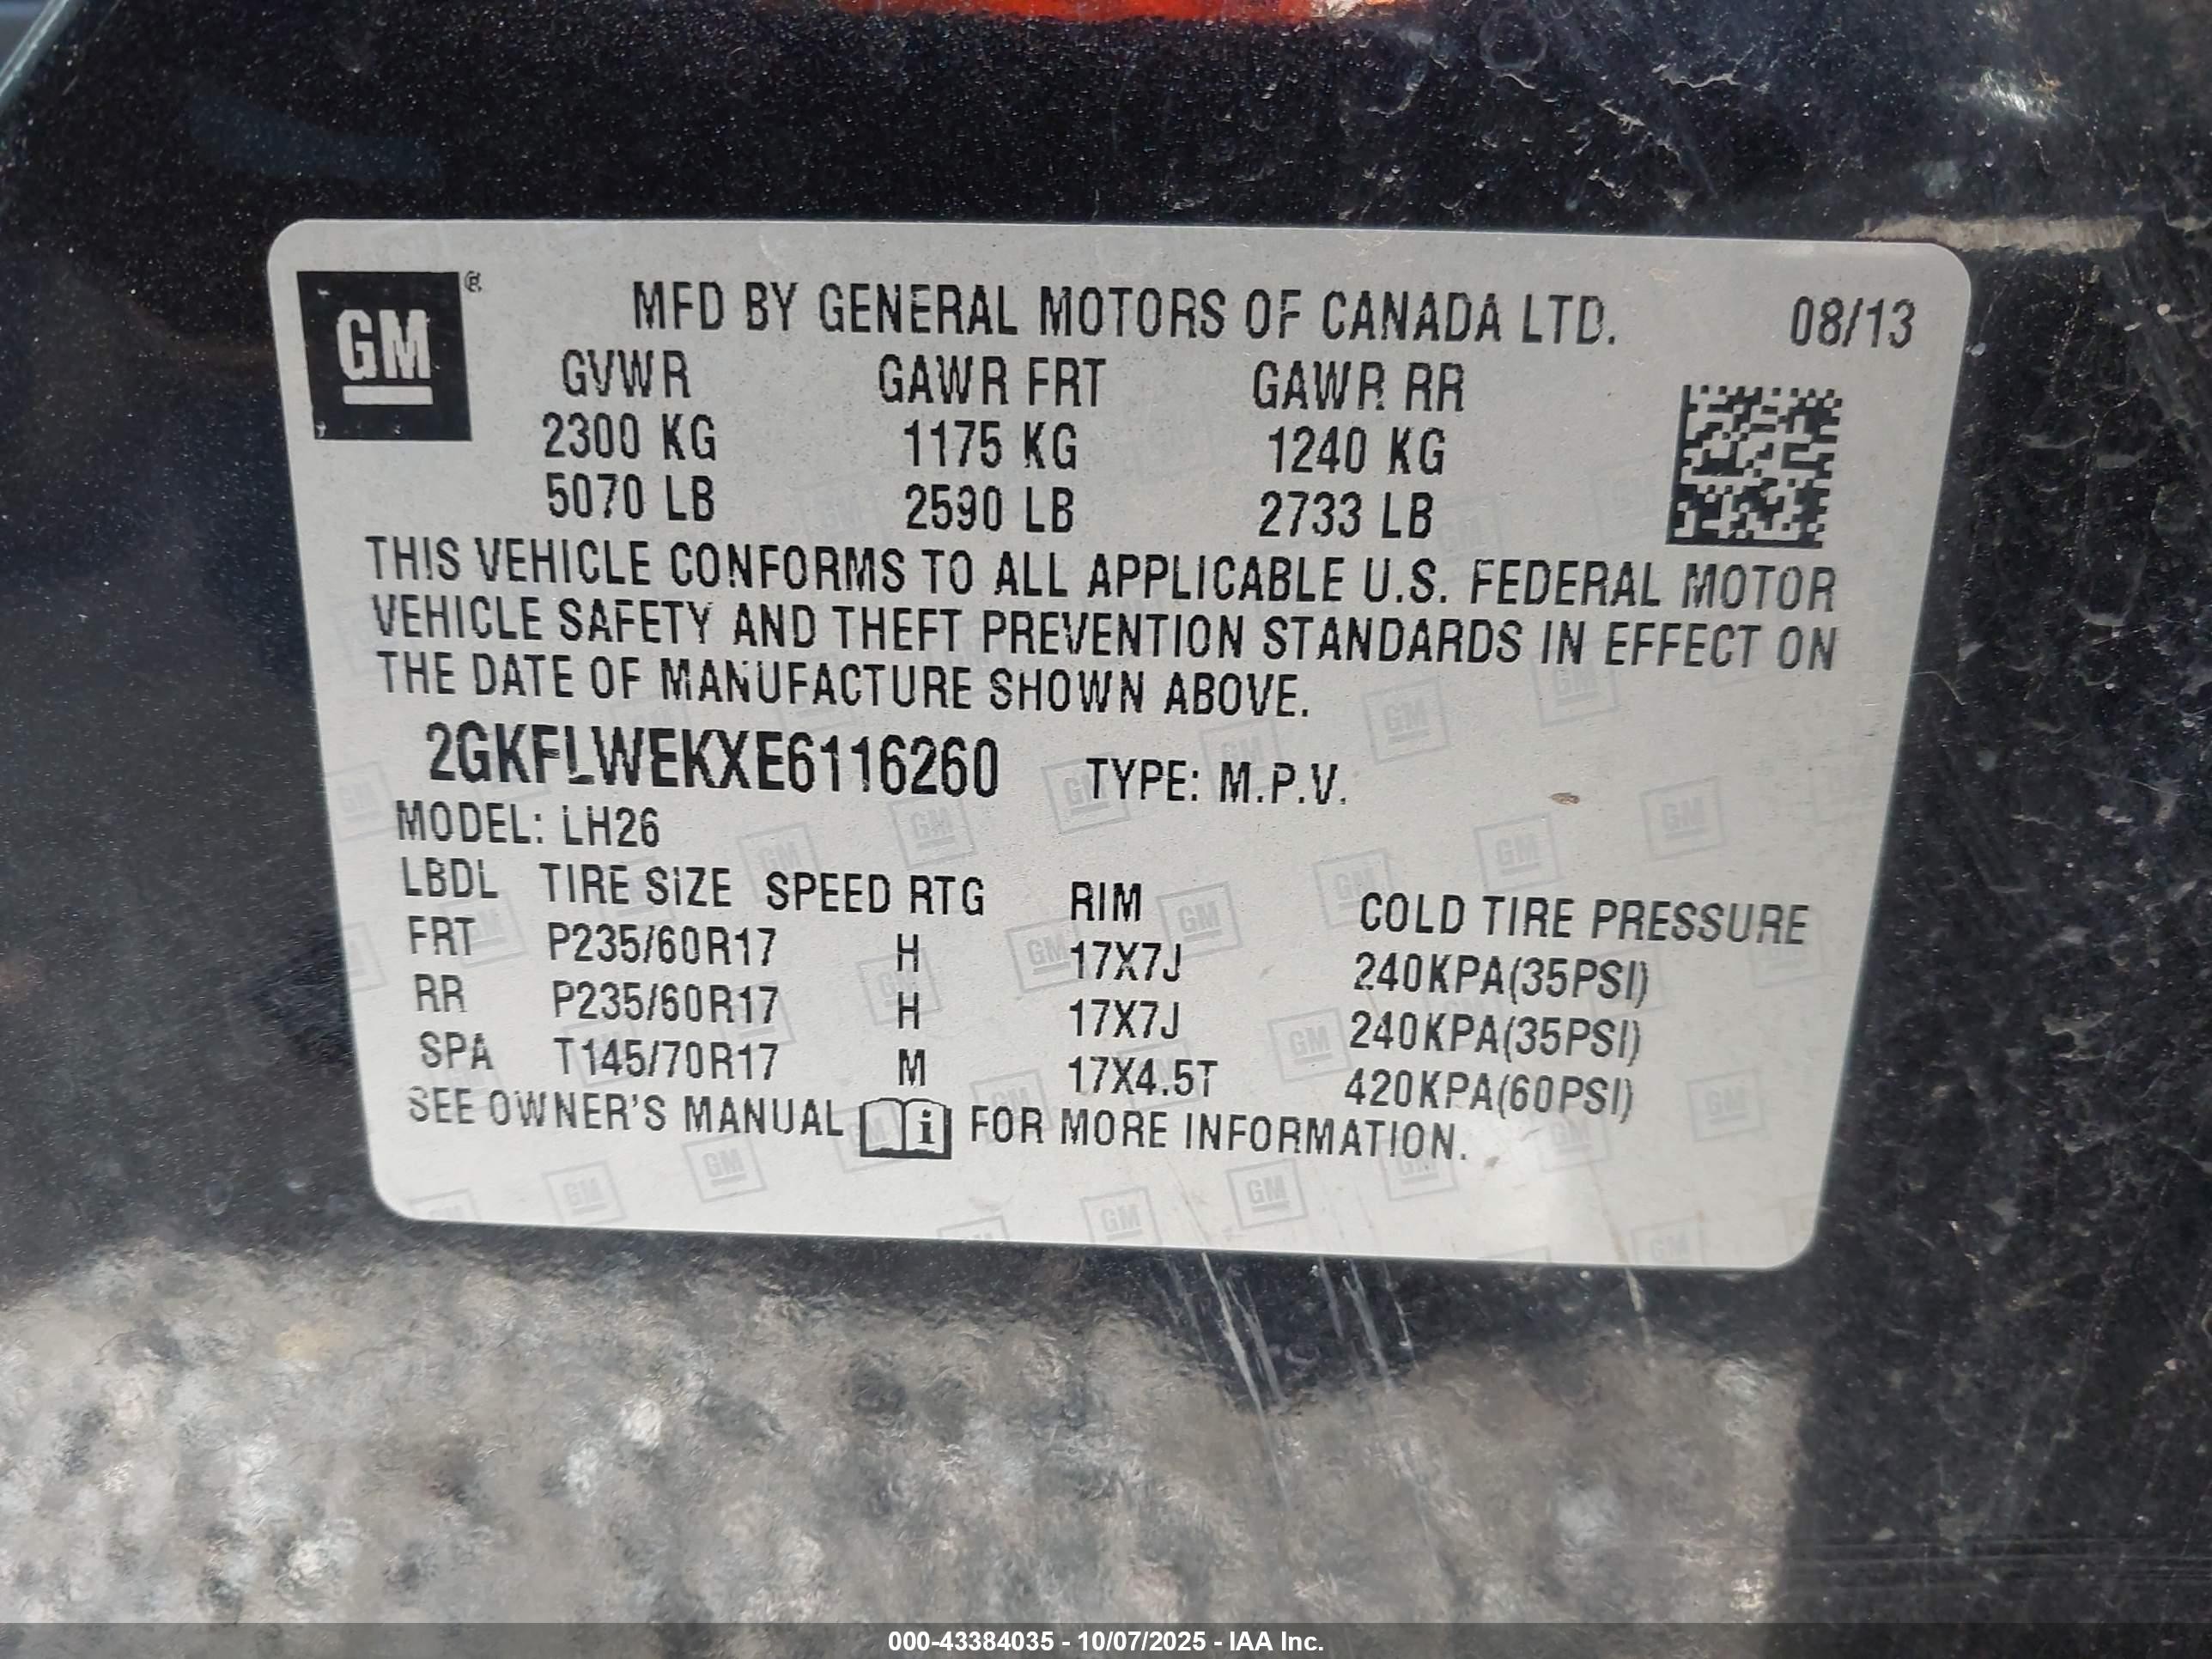 GM®
MFD BY GENERAL MOTORS OF CANADA LTD. 08/13
GVWR GAWR FRT GAWR RR
2300 KG 1175 KG 1240 KG
5070 LB 2590 LB 2733 LB
THIS VEHICLE CONFORMS TO ALL APPLICABLE U.S. FEDERAL MOTOR
VEHICLE SAFETY AND THEFT PREVENTION STANDARDS IN EFFECT ON
THE DATE OF MANUFACTURE SHOWN ABOVE.
2GKFLWEKXE6116260 TYPE: M.P.V.
MODEL: LH26
LBDL TIRE SIZE SPEED RTG RIM COLD TIRE PRESSURE
FRT P235/60R17 H 17X7J 240KPA(35PSI)
RR P235/60R17 H 17X7J 240KPA(35PSI)
SPA T145/70R17 M 17X4.5T 420KPA(60PSI)
SEE OWNER'S MANUAL i FOR MORE INFORMATION.
000-43384035 - 10/07/2025 - IAA Inc.